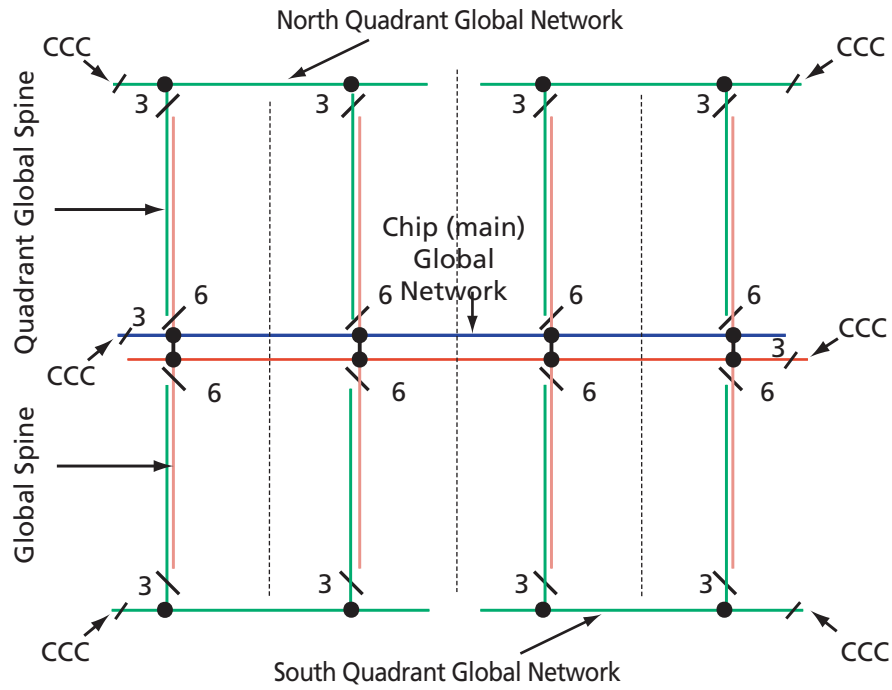 North Quadrant Global Network
CCC
CCC
3
3
3
3
Quadrant Global Spine
Chip (main)
Global
Network
6
6
6
6
3
CCC
3
CCC
6
6
6
6
Global Spine
3
3
3
3
CCC
CCC
South Quadrant Global Network